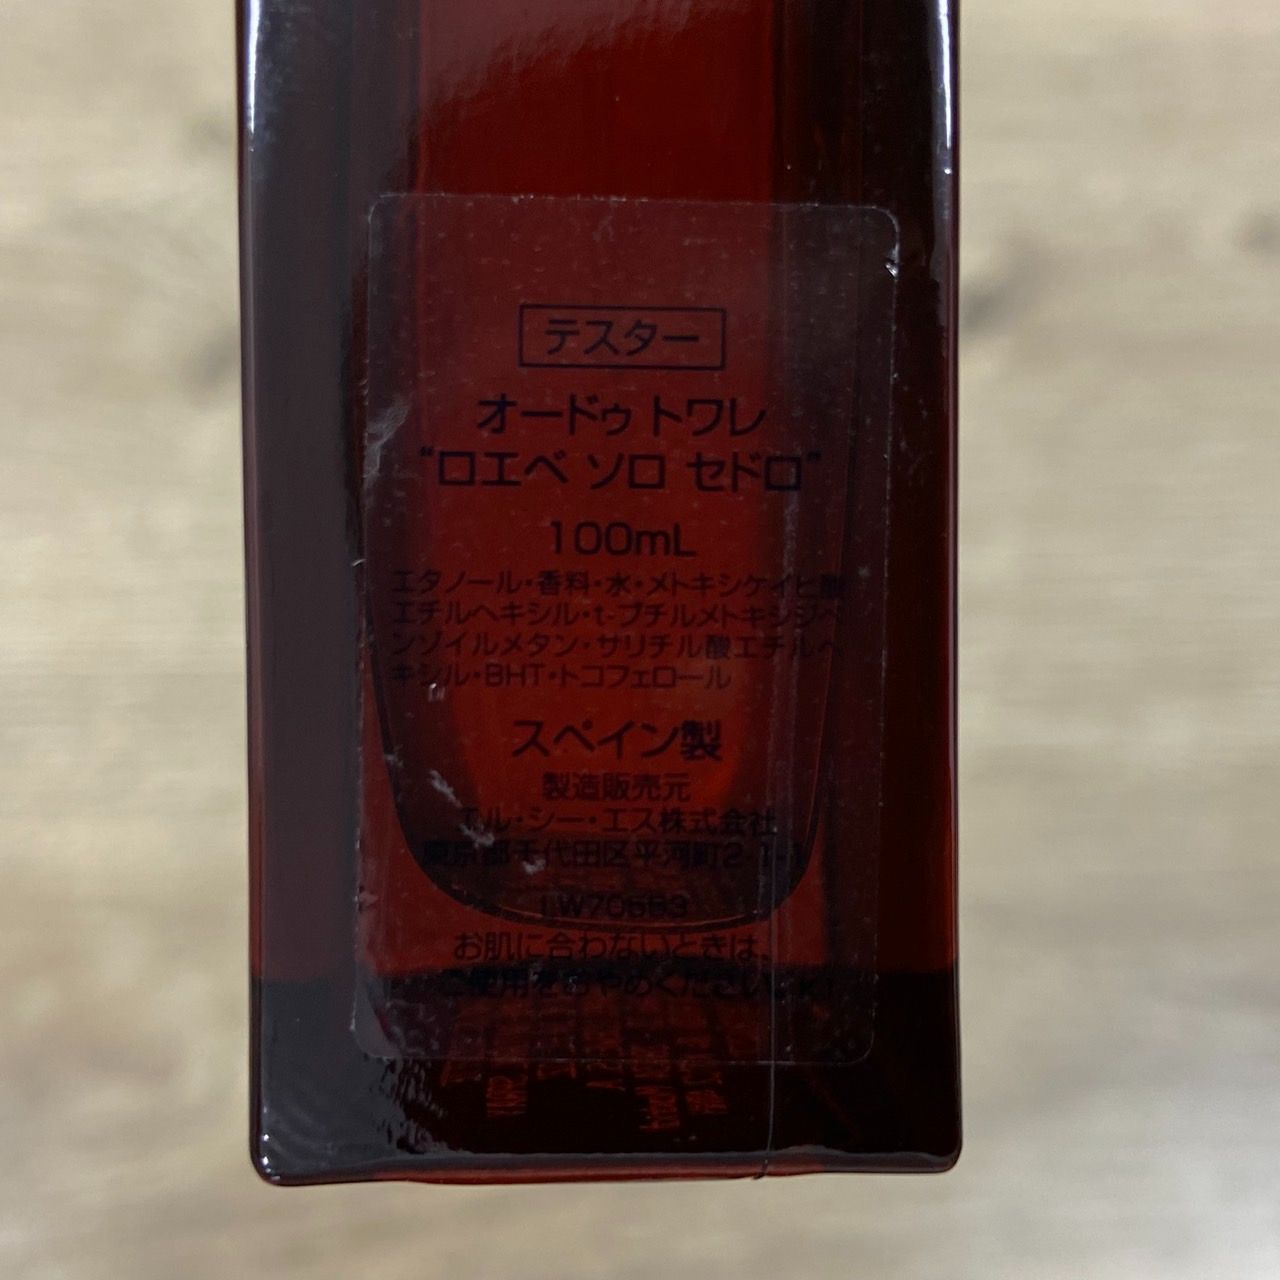 テスター
オードゥ トワレ
“ロエベ ソロ セドロ”
100mL
エタノール・香料・水・メトキシケイヒ酸
エチルヘキシル・t-ブチルメトキシジベ
ンゾイルメタン・サリチル酸エチルヘ
キシル・BHT・トコフェロール
スペイン製
製造販売元
エル・シー・エス株式会社
東京都千代田区平河町2-1-1
お肌に合わないときは、
ご使用をおやめください。